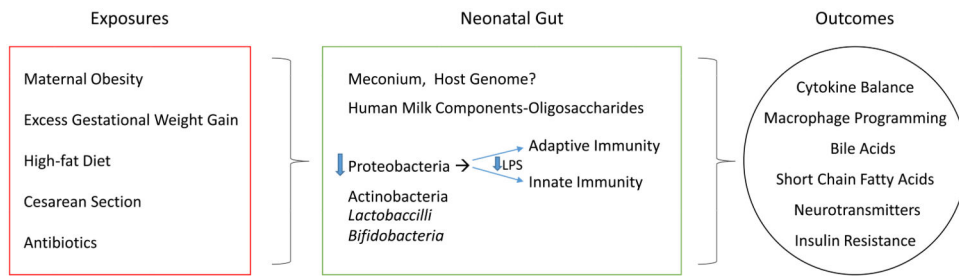 Exposures
Maternal Obesity
Excess Gestational Weight Gain
High-fat Diet
Cesarean Section
Antibiotics
Neonatal Gut
Meconium, Host Genome?
Human Milk Components-Oligosaccharides
Proteobacteria →
LPS
Adaptive Immunity
Innate Immunity
Actinobacteria
Lactobaccilli
Bifidobacteria
Outcomes
Cytokine Balance
Macrophage Programming
Bile Acids
Short Chain Fatty Acids
Neurotransmitters
Insulin Resistance